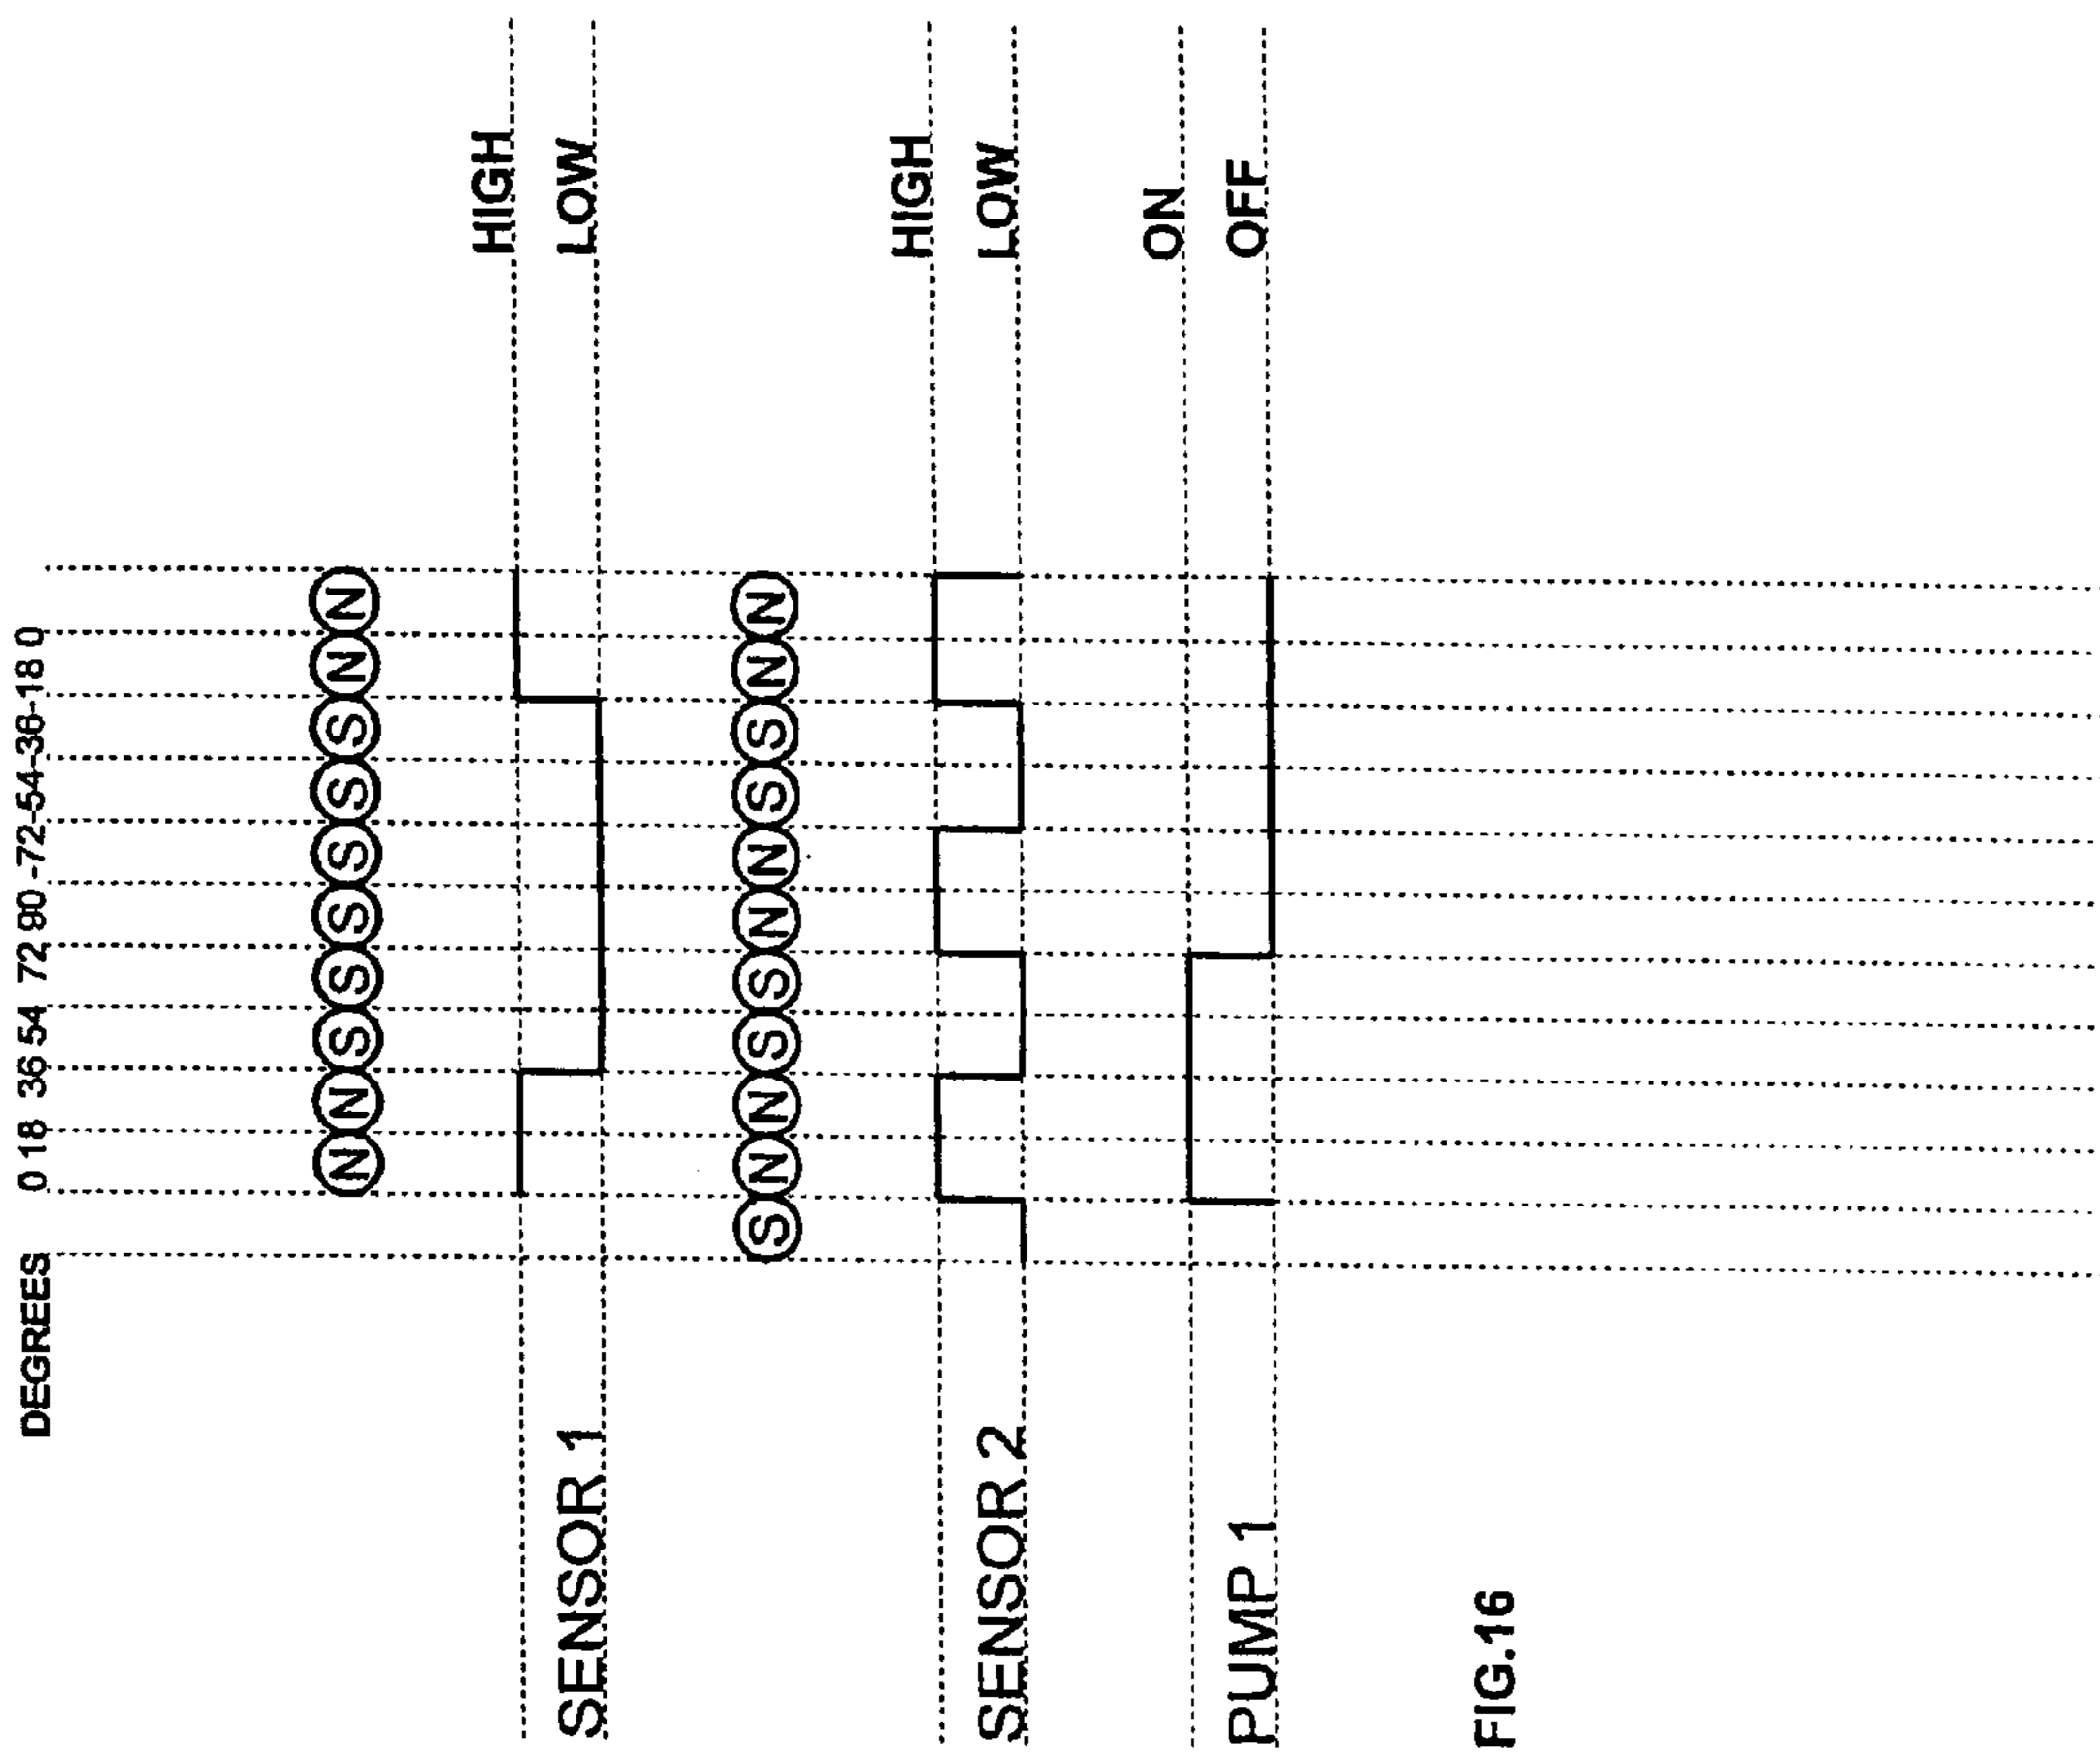 DEGREES 0 18 36 54 72 90 -72 -54 -36 -18 0
N N S S S S S S N N
HIGH
SENSOR 1 LOW
S N N S S N N S S N N
HIGH
SENSOR 2 LOW
ON
PUMP 1 OFF
FIG.16